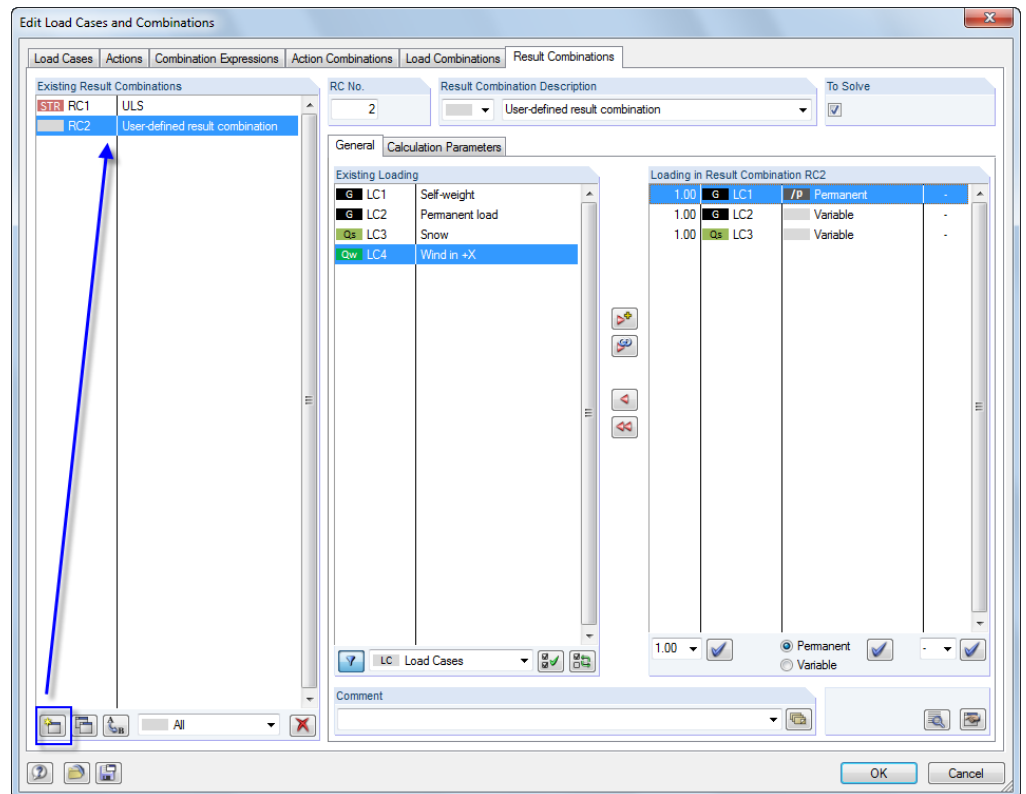 Edit Load Cases and Combinations
Load Cases Actions Combination Expressions Action Combinations Load Combinations Result Combinations
Existing Result Combinations
STR RC1 ULS
RC2 User-defined result combination
RC No.
2
Result Combination Description
User-defined result combination
To Solve
General Calculation Parameters
Existing Loading
G LC1 Self-weight
G LC2 Permanent load
Qs LC3 Snow
Qw LC4 Wind in +X
Loading in Result Combination RC2
1.00 G LC1 /P Permanent -
1.00 G LC2 Variable -
1.00 Qs LC3 Variable -
LC Load Cases
1.00 Permanent -
Variable
Comment
All
OK Cancel